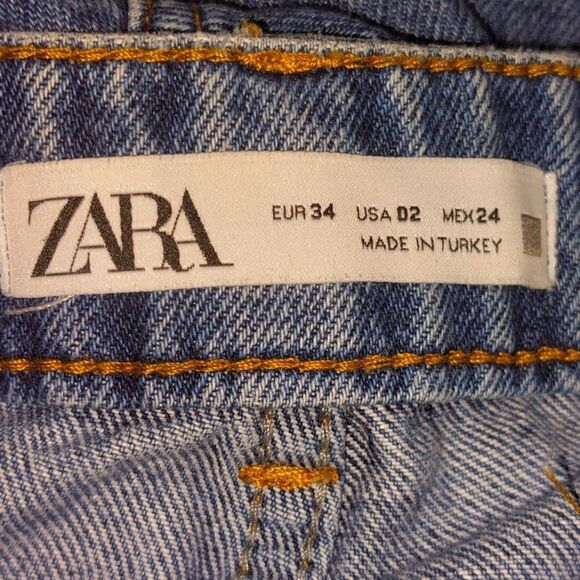 ZARA
EUR 34 USA 02 MEX 24
MADE IN TURKEY